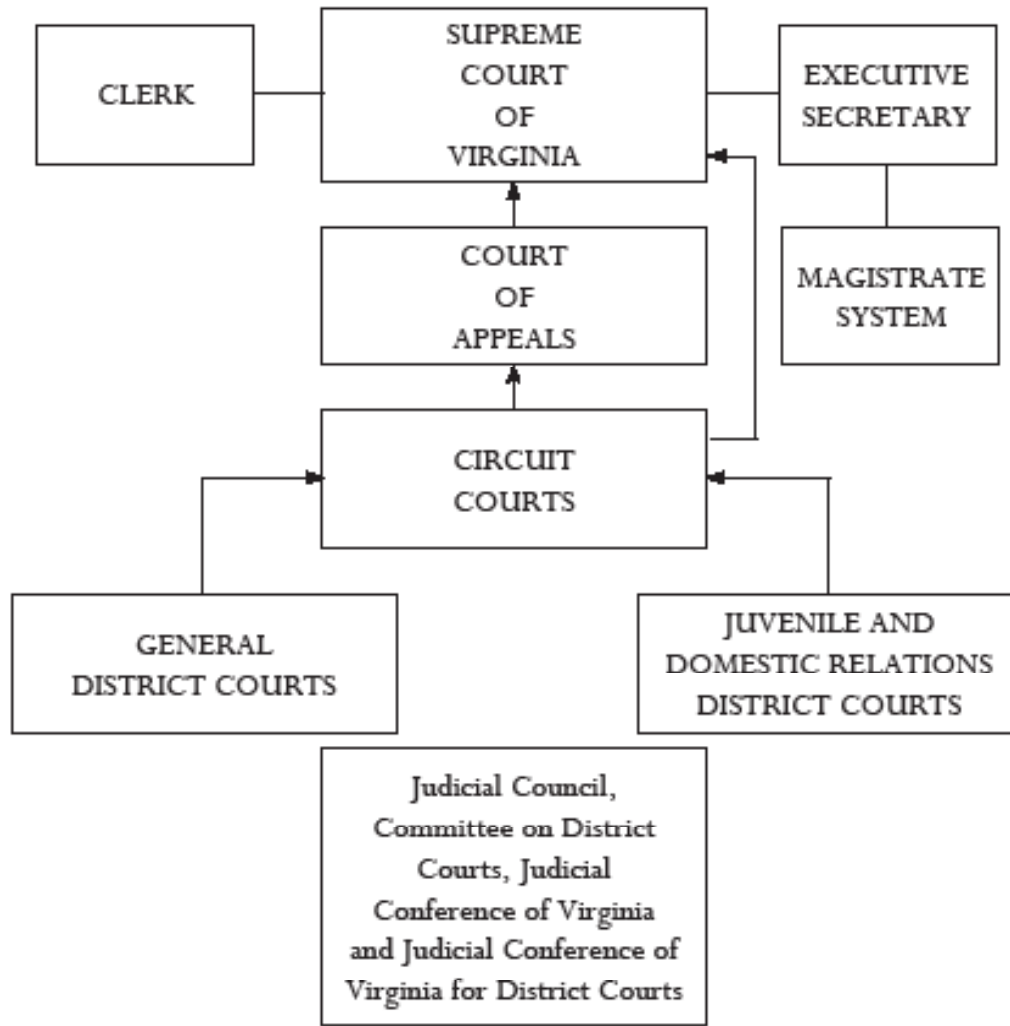 CLERK
SUPREME
COURT
OF
VIRGINIA
EXECUTIVE
SECRETARY
COURT
OF
APPEALS
MAGISTRATE
SYSTEM
CIRCUIT
COURTS
GENERAL
DISTRICT COURTS
JUVENILE AND
DOMESTIC RELATIONS
DISTRICT COURTS
Judicial Council,
Committee on District
Courts, Judicial
Conference of Virginia
and Judicial Conference of
Virginia for District Courts